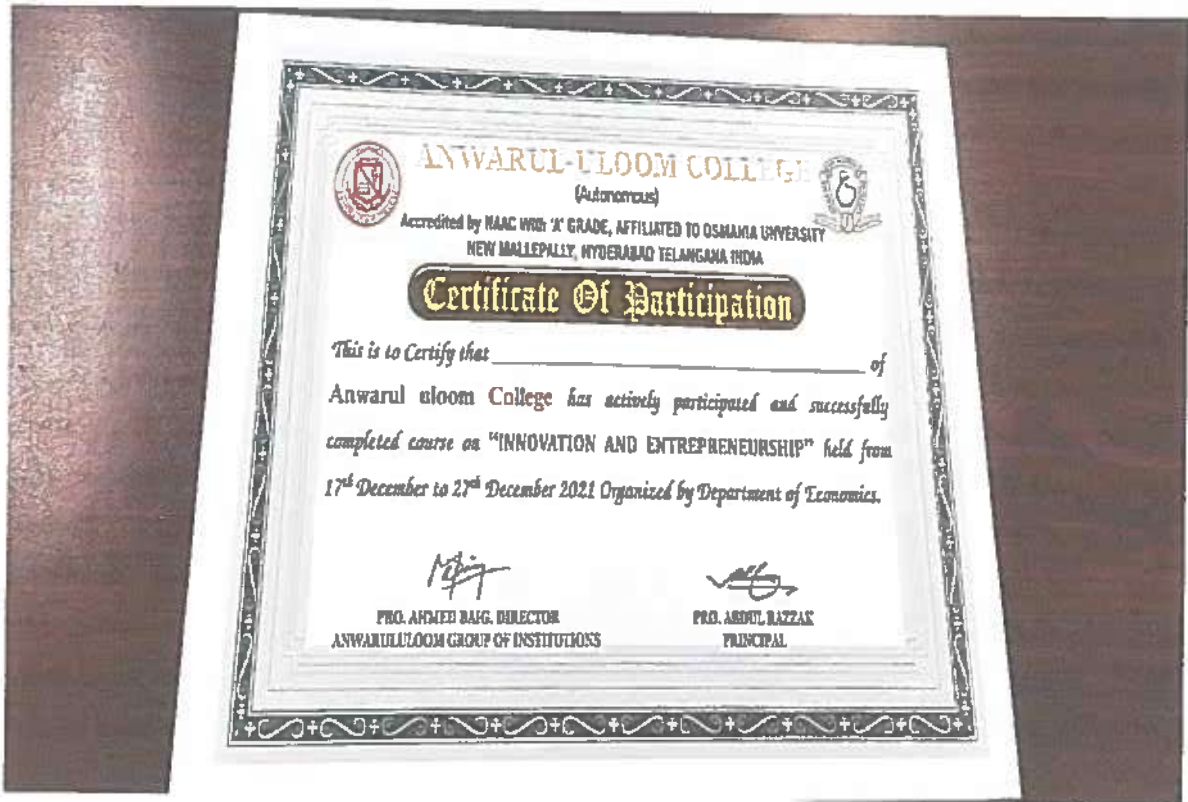 ANWARUL-ULOOM COLLEGE
(Autonomous)
Accredited by NAAC With 'A' GRADE, AFFILIATED TO OSMANIA UNVERSITY
NEW MALLEPALLY, HYDERABAD TELANGANA INDIA
Certificate Of Participation
This is to Certify that ______________________ of
Anwarul uloom College has actively participated and successfully
completed course on "INNOVATION AND ENTREPRENEURSHIP" held from
17th December to 27th December 2021 Organized by Department of Economics.
PRO. AHMED BAIG, DIRECTOR
ANWARULULOOM GROUP OF INSTITUTIONS
PRO. ABDUL RAZZAK
PRINCIPAL